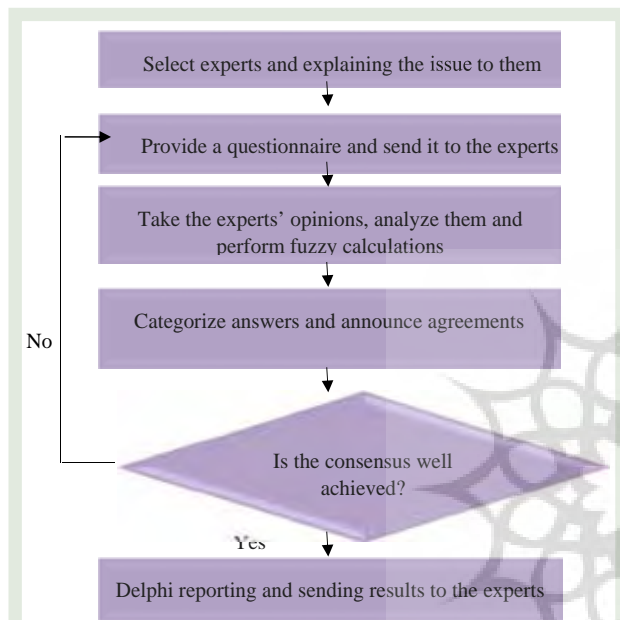 Select experts and explaining the issue to them
Provide a questionnaire and send it to the experts
Take the experts' opinions, analyze them and
perform fuzzy calculations
Categorize answers and announce agreements
No
Is the consensus well
achieved?
Yes
Delphi reporting and sending results to the experts